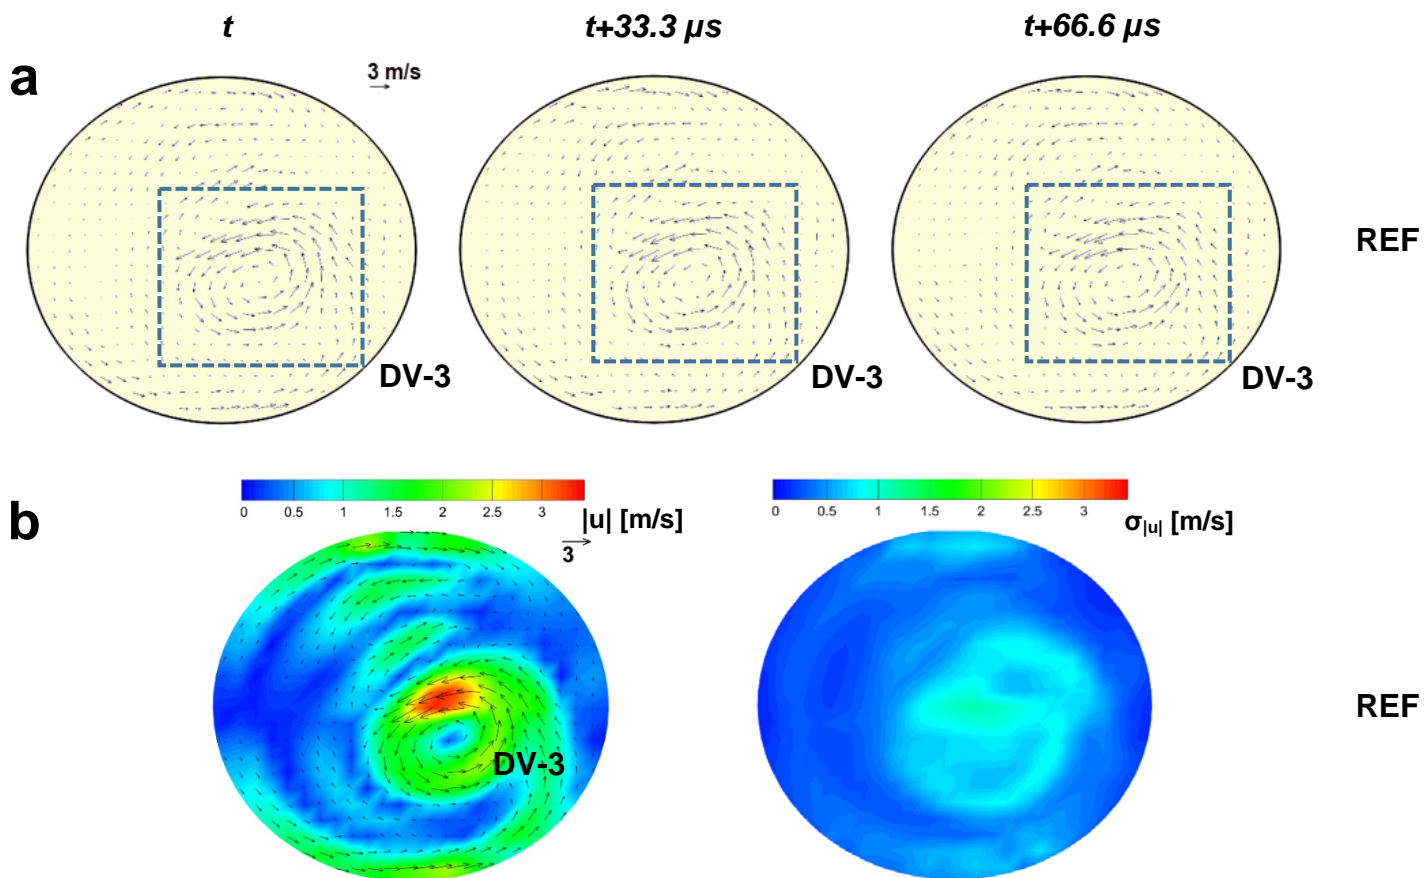 t
t+33.3 µs
t+66.6 µs
a
3 m/s
REF
DV-3
DV-3
DV-3
b
0 0.5 1 1.5 2 2.5 3
|u| [m/s]
3
0 0.5 1 1.5 2 2.5 3
σ|u| [m/s]
DV-3
REF